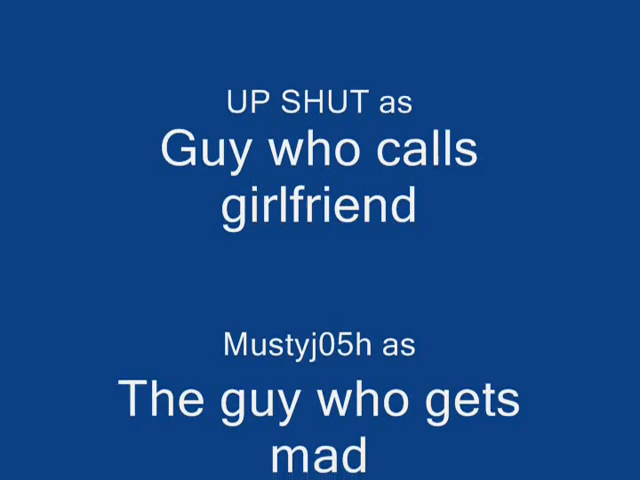 UP SHUT as
Guy who calls
girlfriend
Mustyj05h as
The guy who gets
mad